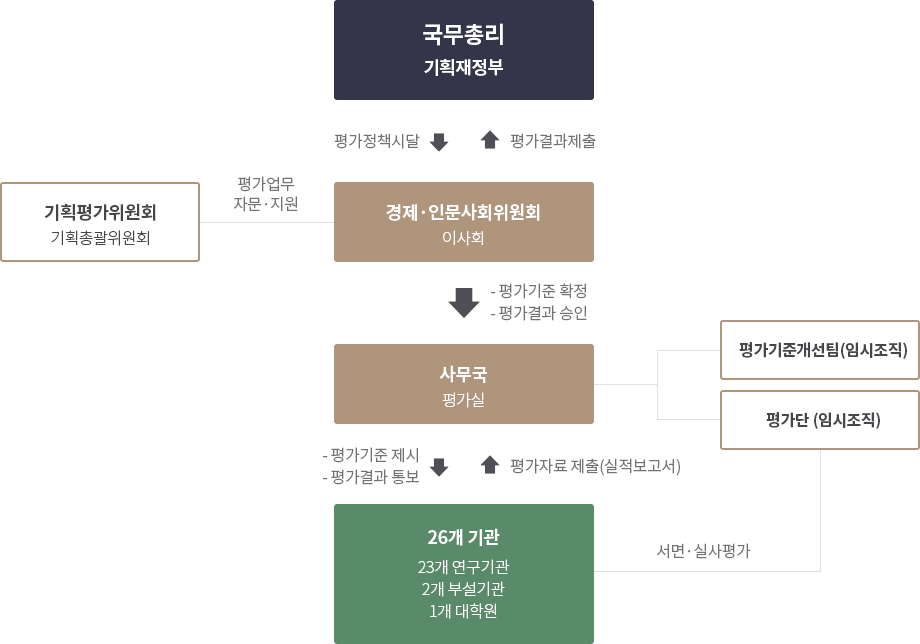 국무총리
기획재정부
평가정책시달
평가결과제출
평가업무
자문·지원
기획평가위원회
기획총괄위원회
경제·인문사회위원회
이사회
- 평가기준 확정
- 평가결과 승인
사무국
평가실
평가기준개선팀(임시조직)
평가단 (임시조직)
- 평가기준 제시
- 평가결과 통보
평가자료 제출(실적보고서)
26개 기관
23개 연구기관
2개 부설기관
1개 대학원
서면·실사평가